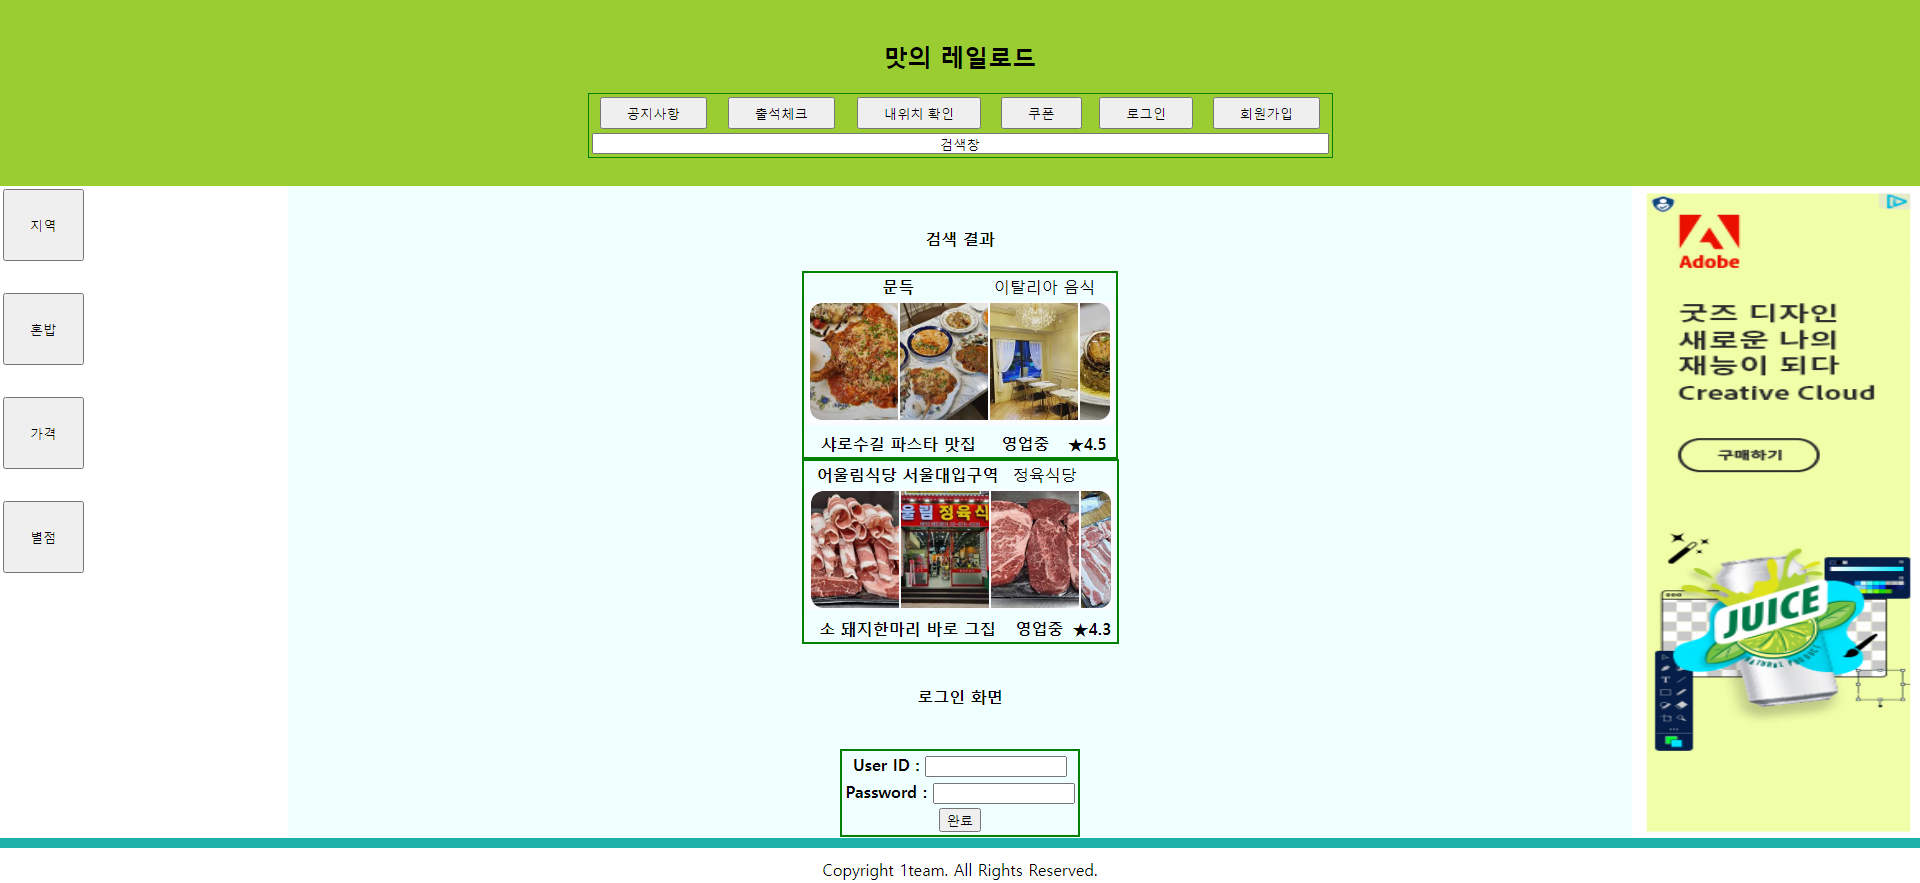 맛의 레일로드
공지사항 출석체크 내위치 확인 쿠폰 로그인 회원가입
검색창
지역
혼밥
가격
별점
검색 결과
문득 이탈리아 음식
샤로수길 파스타 맛집 영업중 ★4.5
어울림식당 서울대입구역 정육식당
울림 정육식
소 돼지한마리 바로 그집 영업중 ★4.3
로그인 화면
User ID :
Password :
완료
Adobe
굿즈 디자인
새로운 나의
재능이 되다
Creative Cloud
구매하기
JUICE
NATURAL PRODUCT
Copyright 1team. All Rights Reserved.